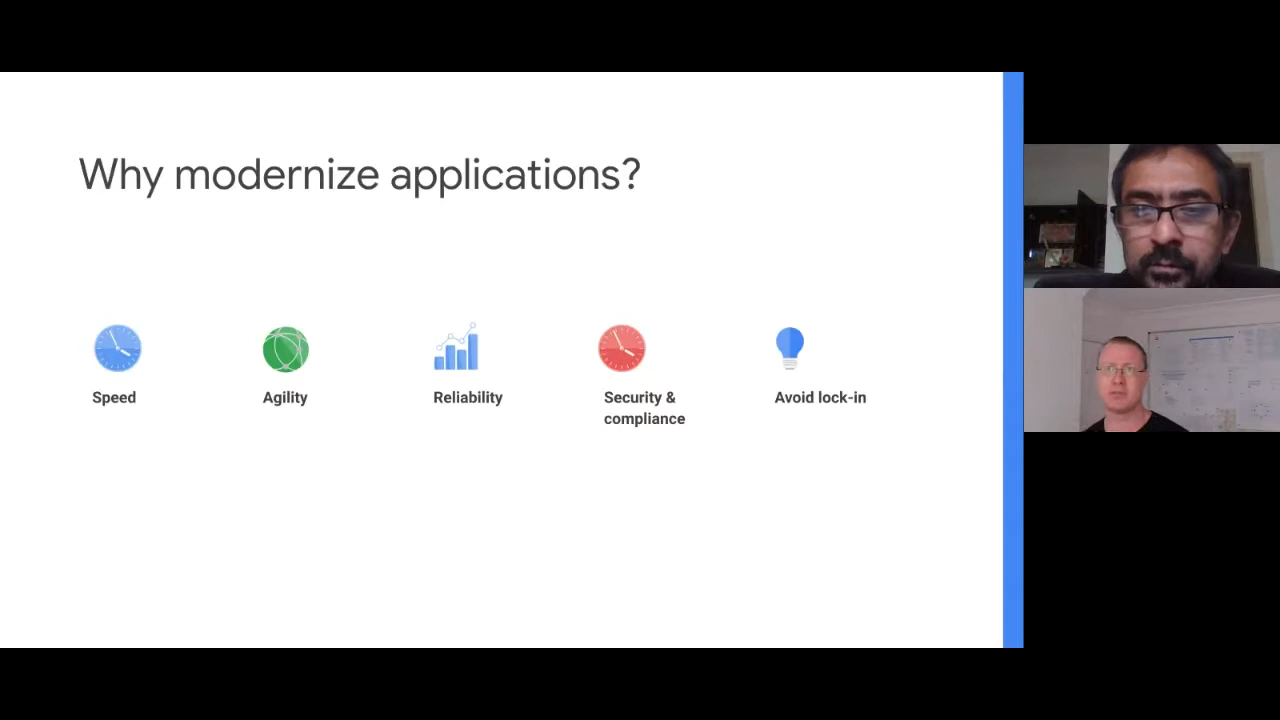 Why modernize applications?
Speed
Agility
Reliability
Security &
compliance
Avoid lock-in